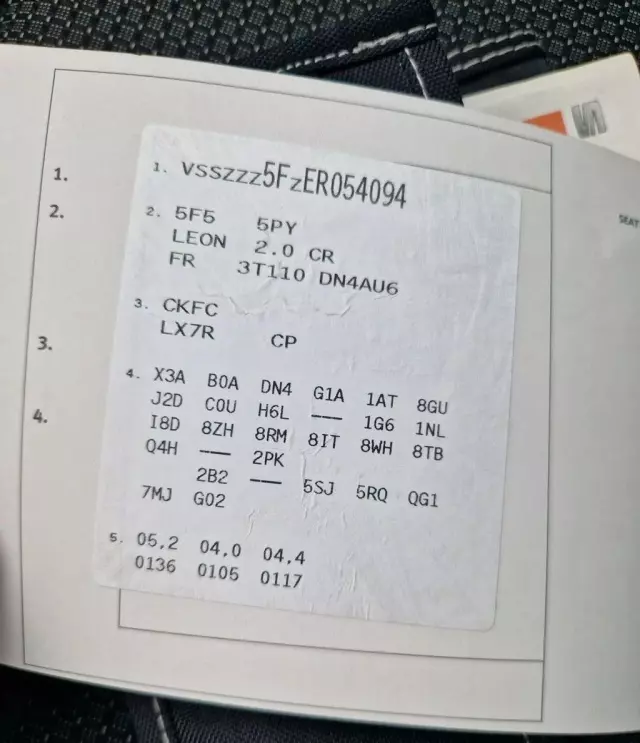 SEAT
1.
2.
3.
4.
1. VSSZZZ5FZER054094
2. 5F5 5PY
LEON 2.0 CR
FR 3T110 DN4AU6
3. CKFC
LX7R CP
4. X3A B0A DN4 G1A 1AT 8GU
J2D C0U H6L --- 1G6 1NL
I8D 8ZH 8RM 8IT 8WH 8TB
Q4H --- 2PK
2B2 --- 5SJ 5RQ QG1
7MJ G02
5. 05,2 04,0 04,4
0136 0105 0117